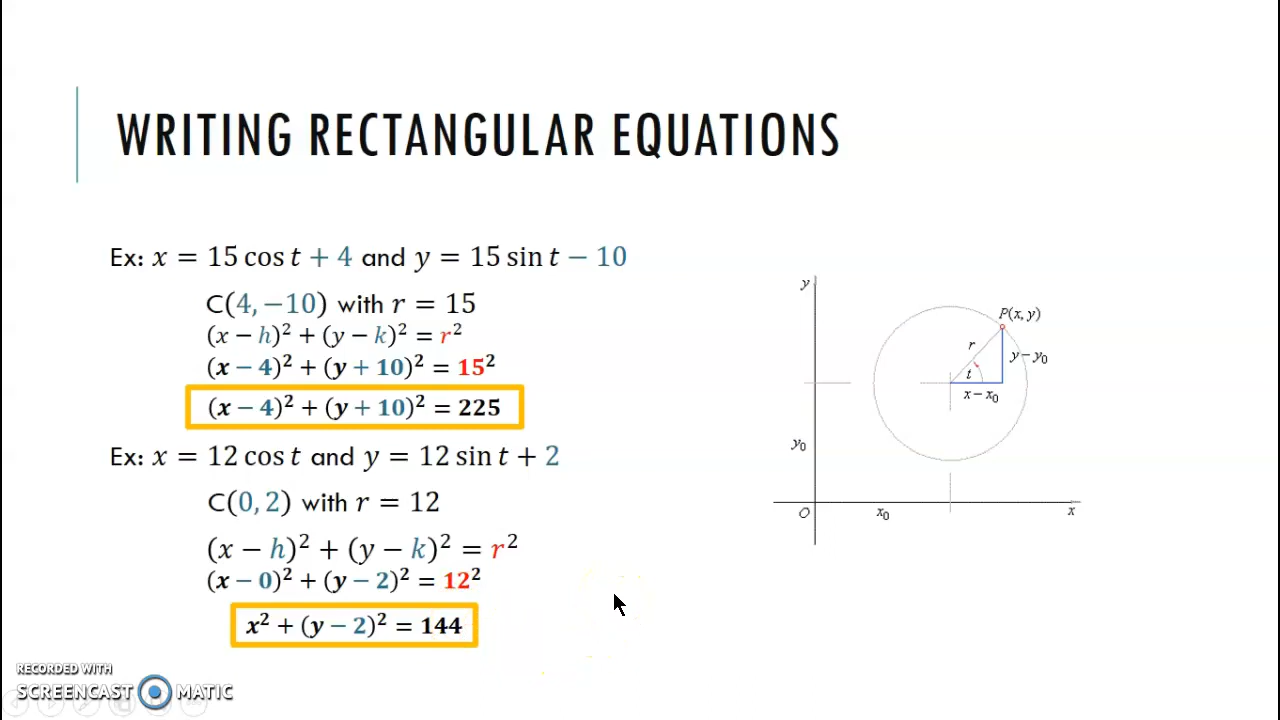 WRITING RECTANGULAR EQUATIONS
Ex: x = 15 cos t + 4 and y = 15 sin t − 10
C(4, −10) with r = 15
(x − h)² + (y − k)² = r²
(x − 4)² + (y + 10)² = 15²
(x − 4)² + (y + 10)² = 225
Ex: x = 12 cos t and y = 12 sin t + 2
C(0, 2) with r = 12
(x − h)² + (y − k)² = r²
(x − 0)² + (y − 2)² = 12²
x² + (y − 2)² = 144
y
P(x, y)
r
y − y₀
t
x − x₀
y₀
O
x₀
x
RECORDED WITH
SCREENCAST MATIC